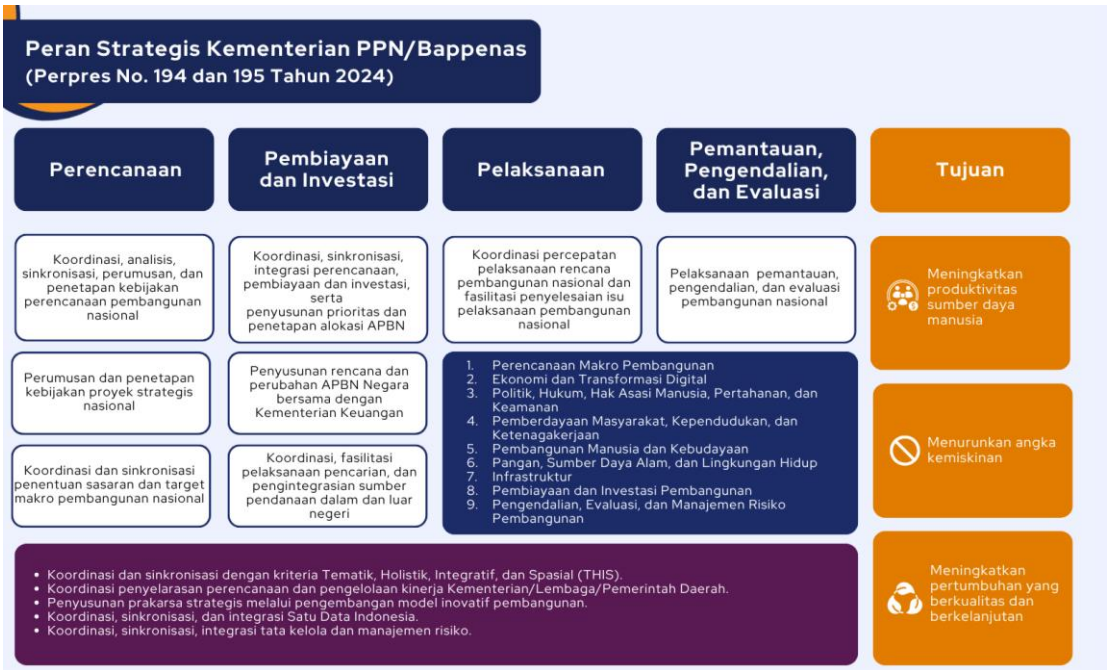 Peran Strategis Kementerian PPN/Bappenas
(Perpres No. 194 dan 195 Tahun 2024)
Perencanaan
Koordinasi, analisis,
sinkronisasi, perumusan, dan
penetapan kebijakan
perencanaan pembangunan
nasional
Perumusan dan penetapan
kebijakan proyek strategis
nasional
Koordinasi dan sinkronisasi
penentuan sasaran dan target
makro pembangunan nasional
Pembiayaan
dan Investasi
Koordinasi, sinkronisasi,
integrasi perencanaan,
pembiayaan dan investasi,
serta
penyusunan prioritas dan
penetapan alokasi APBN
Penyusunan rencana dan
perubahan APBN Negara
bersama dengan
Kementerian Keuangan
Koordinasi, fasilitasi
pelaksanaan pencarian, dan
pengintegrasian sumber
pendanaan dalam dan luar
negeri
Pelaksanaan
Koordinasi percepatan
pelaksanaan rencana
pembangunan nasional dan
fasilitasi penyelesaian isu
pelaksanaan pembangunan
nasional
Pemantauan,
Pengendalian,
dan Evaluasi
Pelaksanaan pemantauan,
pengendalian, dan evaluasi
pembangunan nasional
1. Perencanaan Makro Pembangunan
2. Ekonomi dan Transformasi Digital
3. Politik, Hukum, Hak Asasi Manusia, Pertahanan, dan
Keamanan
4. Pemberdayaan Masyarakat, Kependudukan, dan
Ketenagakerjaan
5. Pembangunan Manusia dan Kebudayaan
6. Pangan, Sumber Daya Alam, dan Lingkungan Hidup
7. Infrastruktur
8. Pembiayaan dan Investasi Pembangunan
9. Pengendalian, Evaluasi, dan Manajemen Risiko
Pembangunan
• Koordinasi dan sinkronisasi dengan kriteria Tematik, Holistik, Integratif, dan Spasial (THIS).
• Koordinasi penyelarasan perencanaan dan pengelolaan kinerja Kementerian/Lembaga/Pemerintah Daerah.
• Penyusunan prakarsa strategis melalui pengembangan model inovatif pembangunan.
• Koordinasi, sinkronisasi, dan integrasi Satu Data Indonesia.
• Koordinasi, sinkronisasi, integrasi tata kelola dan manajemen risiko.
Tujuan
Meningkatkan
produktivitas
sumber daya
manusia
Menurunkan angka
kemiskinan
Meningkatkan
pertumbuhan yang
berkualitas dan
berkelanjutan